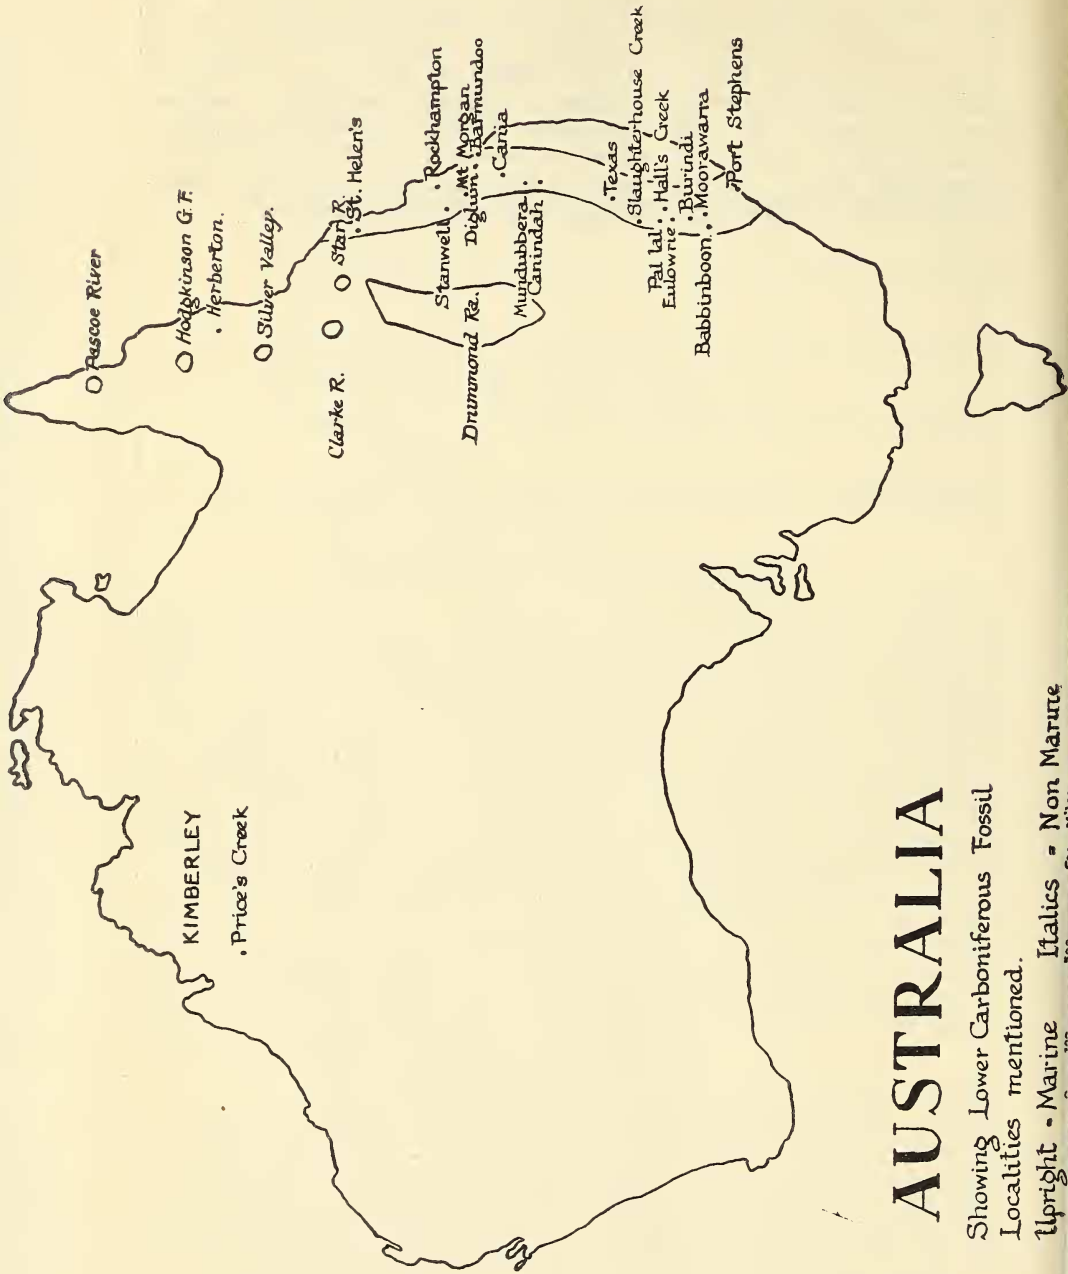 Pascoe River
Hodgkinson G.F.
Herberton.
Silver Valley.
Clarke R.
Star R.
St. Helen's
Rockhampton
Stanwell
Mt Morgan
Diglum
Barmundoo
Drummond Ra.
Cania
Mundubbera
Canindah
Texas
Slaughterhouse Creek
Pal lal
Hall's Creek
Eulowrie
Burindi
Babbinboon
Moorawarra
Port Stephens
KIMBERLEY
Price's Creek
AUSTRALIA
Showing Lower Carboniferous Fossil
Localities mentioned.
Upright = Marine Italics = Non Marine